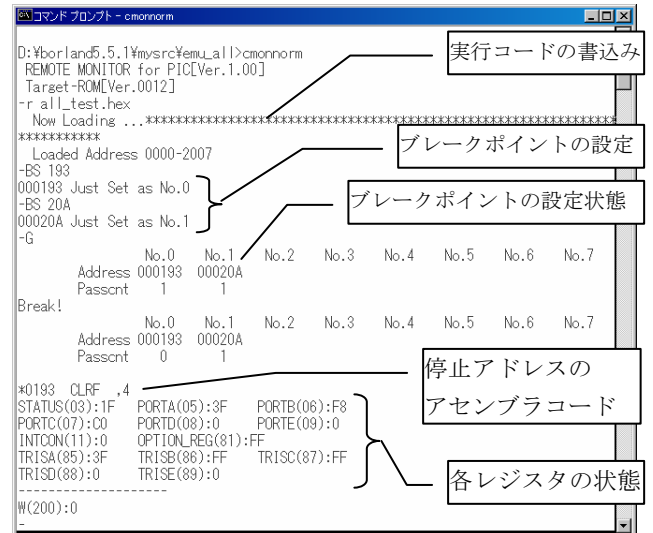 コマンド プロンプト - cmonnorm
D:¥borland5.5.1¥mysrc¥emu_all>cmonnorm
REMOTE MONITOR for PIC[Ver.1.00]
Target-ROM[Ver.0012]
-r all_test.hex
Now Loading ...******************************************************
***********
Loaded Address 0000-2007
-BS 193
000193 Just Set as No.0
-BS 20A
00020A Just Set as No.1
-G
No.0 No.1 No.2 No.3 No.4 No.5 No.6 No.7
Address 000193 00020A
Passcnt 1 1
Break!
No.0 No.1 No.2 No.3 No.4 No.5 No.6 No.7
Address 000193 00020A
Passcnt 0 1
*0193 CLRF ,4
STATUS(03):1F PORTA(05):3F PORTB(06):F8
PORTC(07):C0 PORTD(08):0 PORTE(09):0
INTCON(11):0 OPTION_REG(81):FF
TRISA(85):3F TRISB(86):FF TRISC(87):FF
TRISD(88):0 TRISE(89):0
-------------------
W(200):0
-
実行コードの書込み
ブレークポイントの設定
ブレークポイントの設定状態
停止アドレスの
アセンブラコード
各レジスタの状態